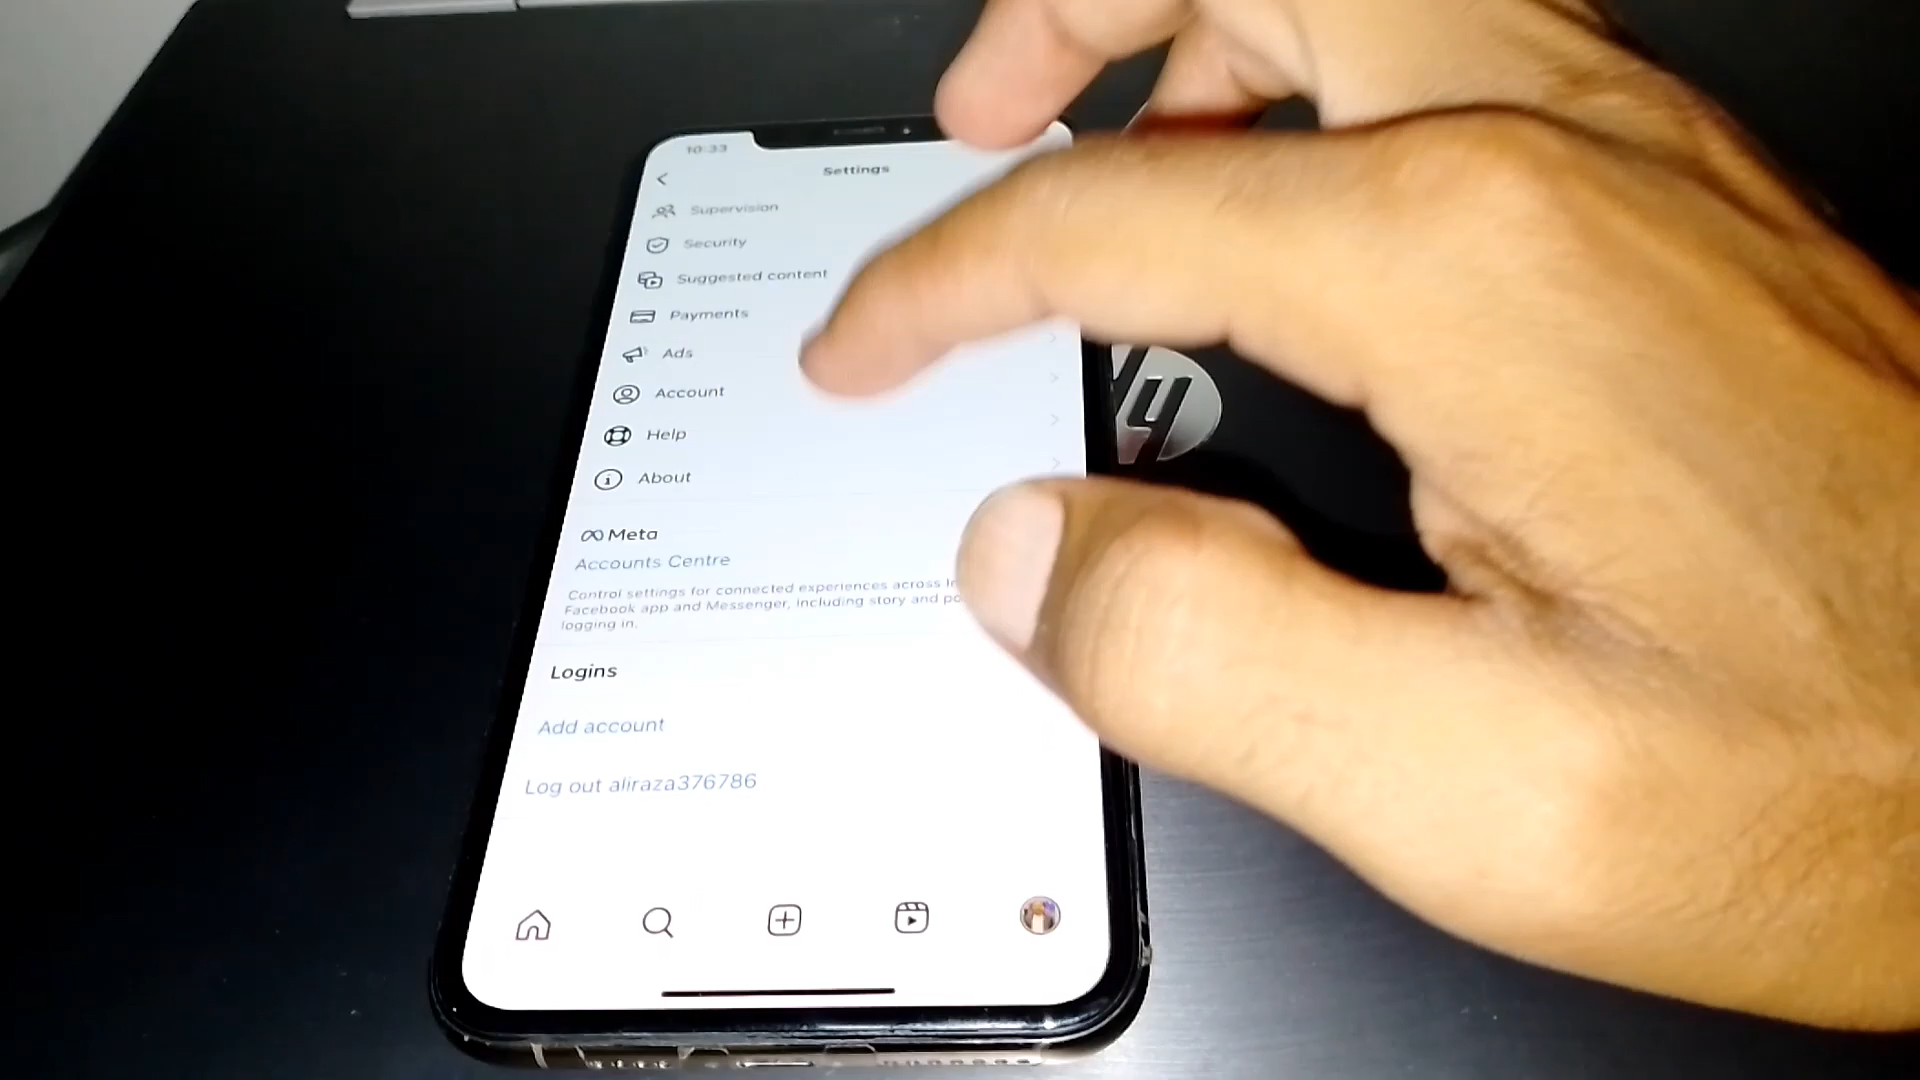 10:33
Settings
Supervision
Security
Suggested content
Payments
Ads
Account
Help
About
Meta
Accounts Centre
Control settings for connected experiences across
Facebook app and Messenger, including story and
logging in.
Logins
Add account
Log out aliraza376786